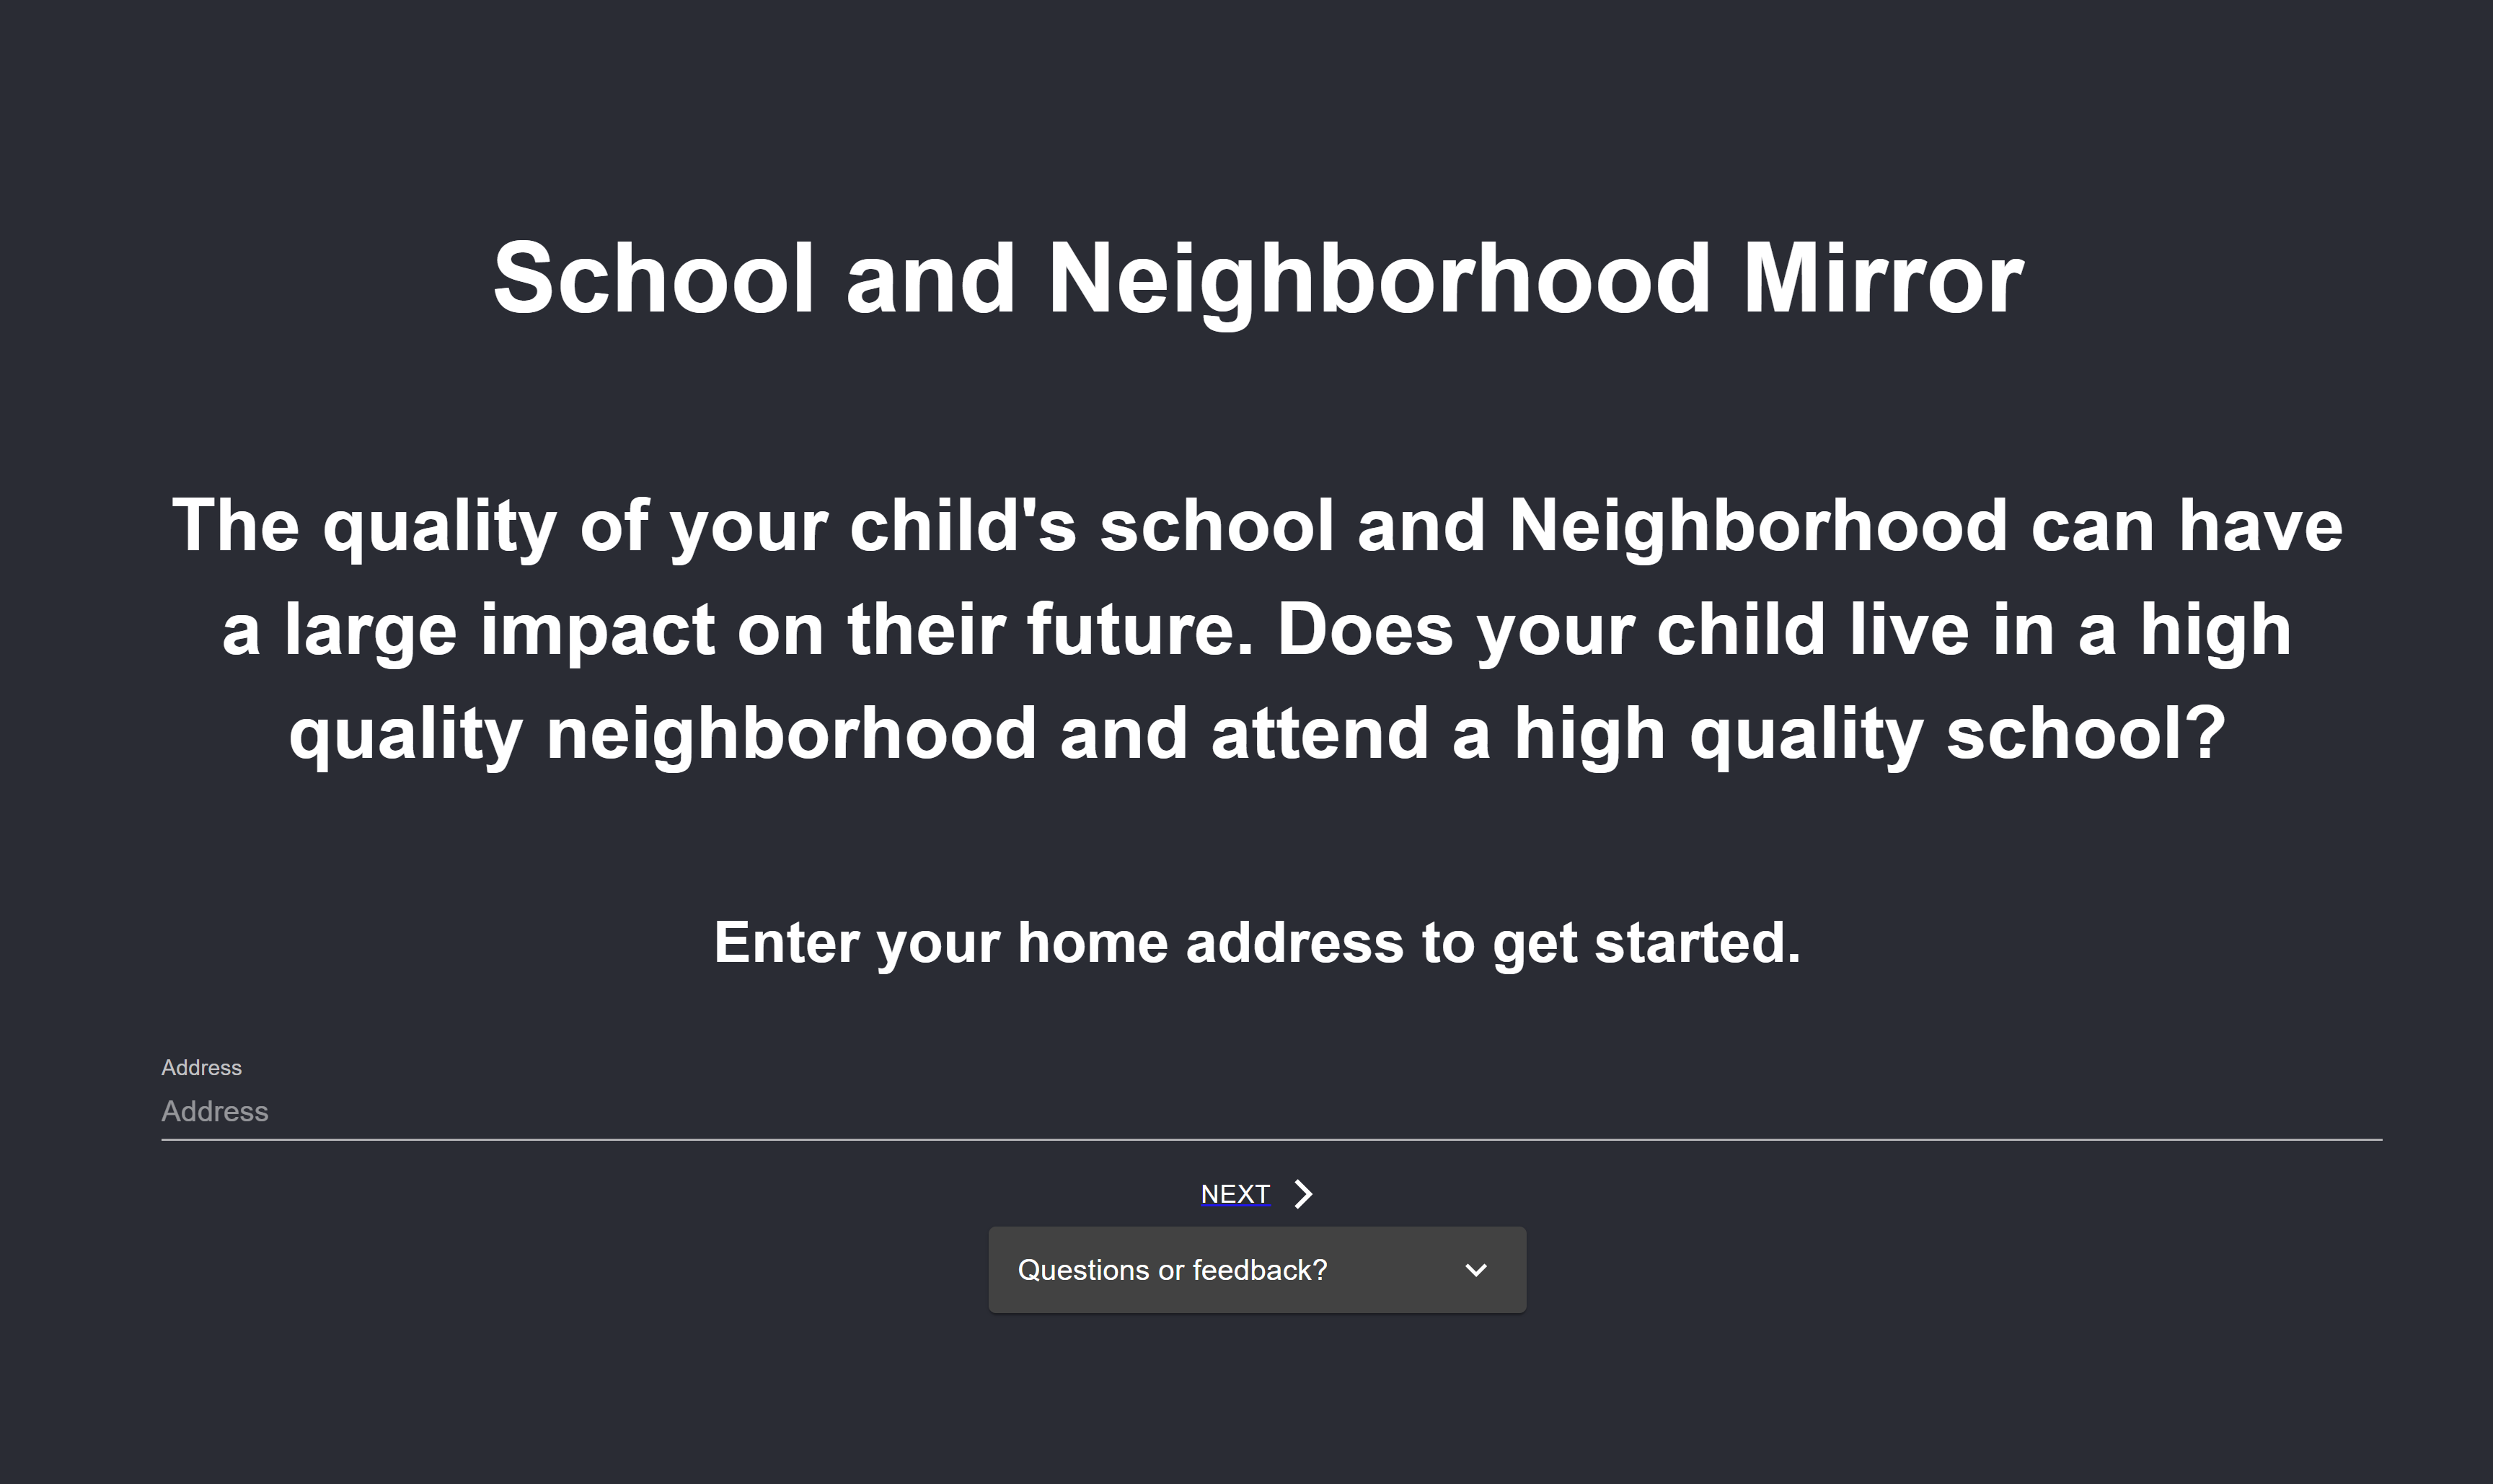 School and Neighborhood Mirror
The quality of your child's school and Neighborhood can have
a large impact on their future. Does your child live in a high
quality neighborhood and attend a high quality school?
Enter your home address to get started.
Address
Address
NEXT
Questions or feedback?